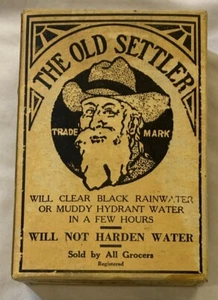 THE OLD SETTLER
TRADE MARK
WILL CLEAR BLACK RAINWATER
OR MUDDY HYDRANT WATER
IN A FEW HOURS
WILL NOT HARDEN WATER
Sold by All Grocers
Registered